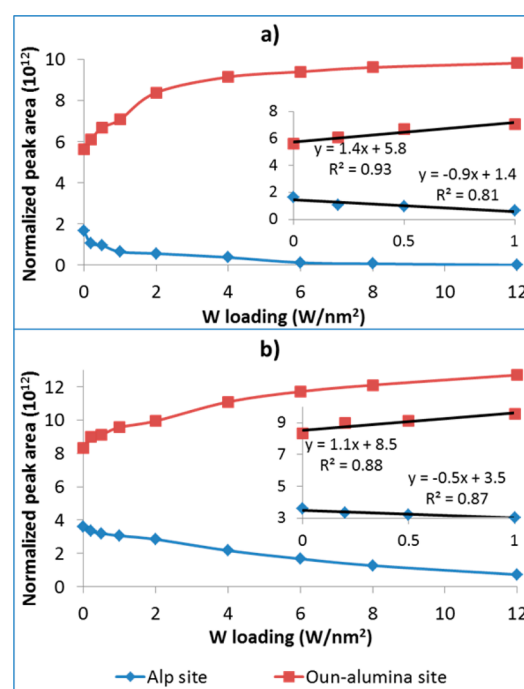 a)
Normalized peak area (10¹²)
10
8
6
4
2
0
0 2 4 6 8 10 12
W loading (W/nm²)
8
6
4
2
0
0 0.5 1
y = 1.4x + 5.8
R² = 0.93
y = -0.9x + 1.4
R² = 0.81
b)
Normalized peak area (10¹²)
12
10
8
6
4
2
0
0 2 4 6 8 10 12
W loading (W/nm²)
9
7
5
3
0 0.5 1
y = 1.1x + 8.5
R² = 0.88
y = -0.5x + 3.5
R² = 0.87
Alp site
Oun-alumina site